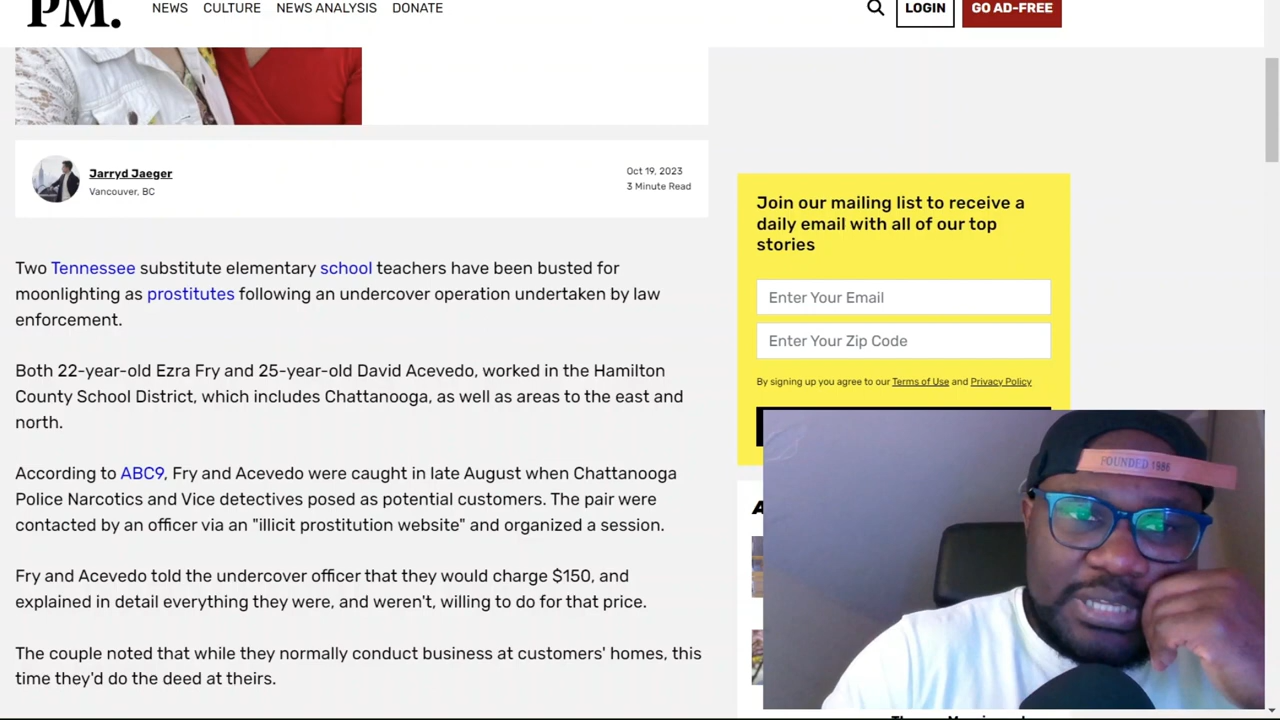 PM.
NEWS CULTURE NEWS ANALYSIS DONATE
LOGIN
GO AD-FREE
Jarryd Jaeger
Vancouver, BC
Oct 19, 2023
3 Minute Read
Two Tennessee substitute elementary school teachers have been busted for
moonlighting as prostitutes following an undercover operation undertaken by law
enforcement.
Both 22-year-old Ezra Fry and 25-year-old David Acevedo, worked in the Hamilton
County School District, which includes Chattanooga, as well as areas to the east and
north.
According to ABC9, Fry and Acevedo were caught in late August when Chattanooga
Police Narcotics and Vice detectives posed as potential customers. The pair were
contacted by an officer via an "illicit prostitution website" and organized a session.
Fry and Acevedo told the undercover officer that they would charge $150, and
explained in detail everything they were, and weren't, willing to do for that price.
The couple noted that while they normally conduct business at customers' homes, this
time they'd do the deed at theirs.
Join our mailing list to receive a
daily email with all of our top
stories
Enter Your Email
Enter Your Zip Code
By signing up you agree to our Terms of Use and Privacy Policy
FOUNDED 1986